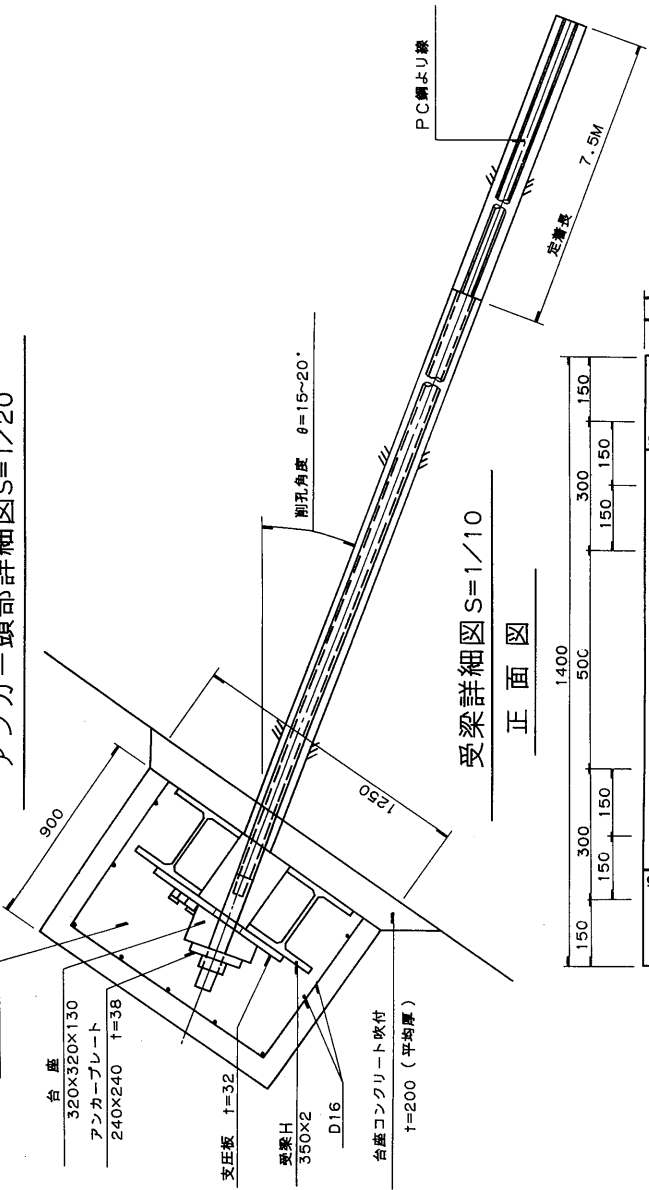 アンカー頭部詳細図S=1/20
900
1250
台 座
320×320×130
アンカープレート
240×240 t=38
支圧板 t=32
受梁H
350×2
D16
台座コンクリート吹付
t=200 (平均厚)
削孔角度 θ=15~20°
PC鋼より線
定着長 7.5M
受梁詳細図 S=1/10
正 面 図
1400
150 300 500 300 150
150 150 150 150